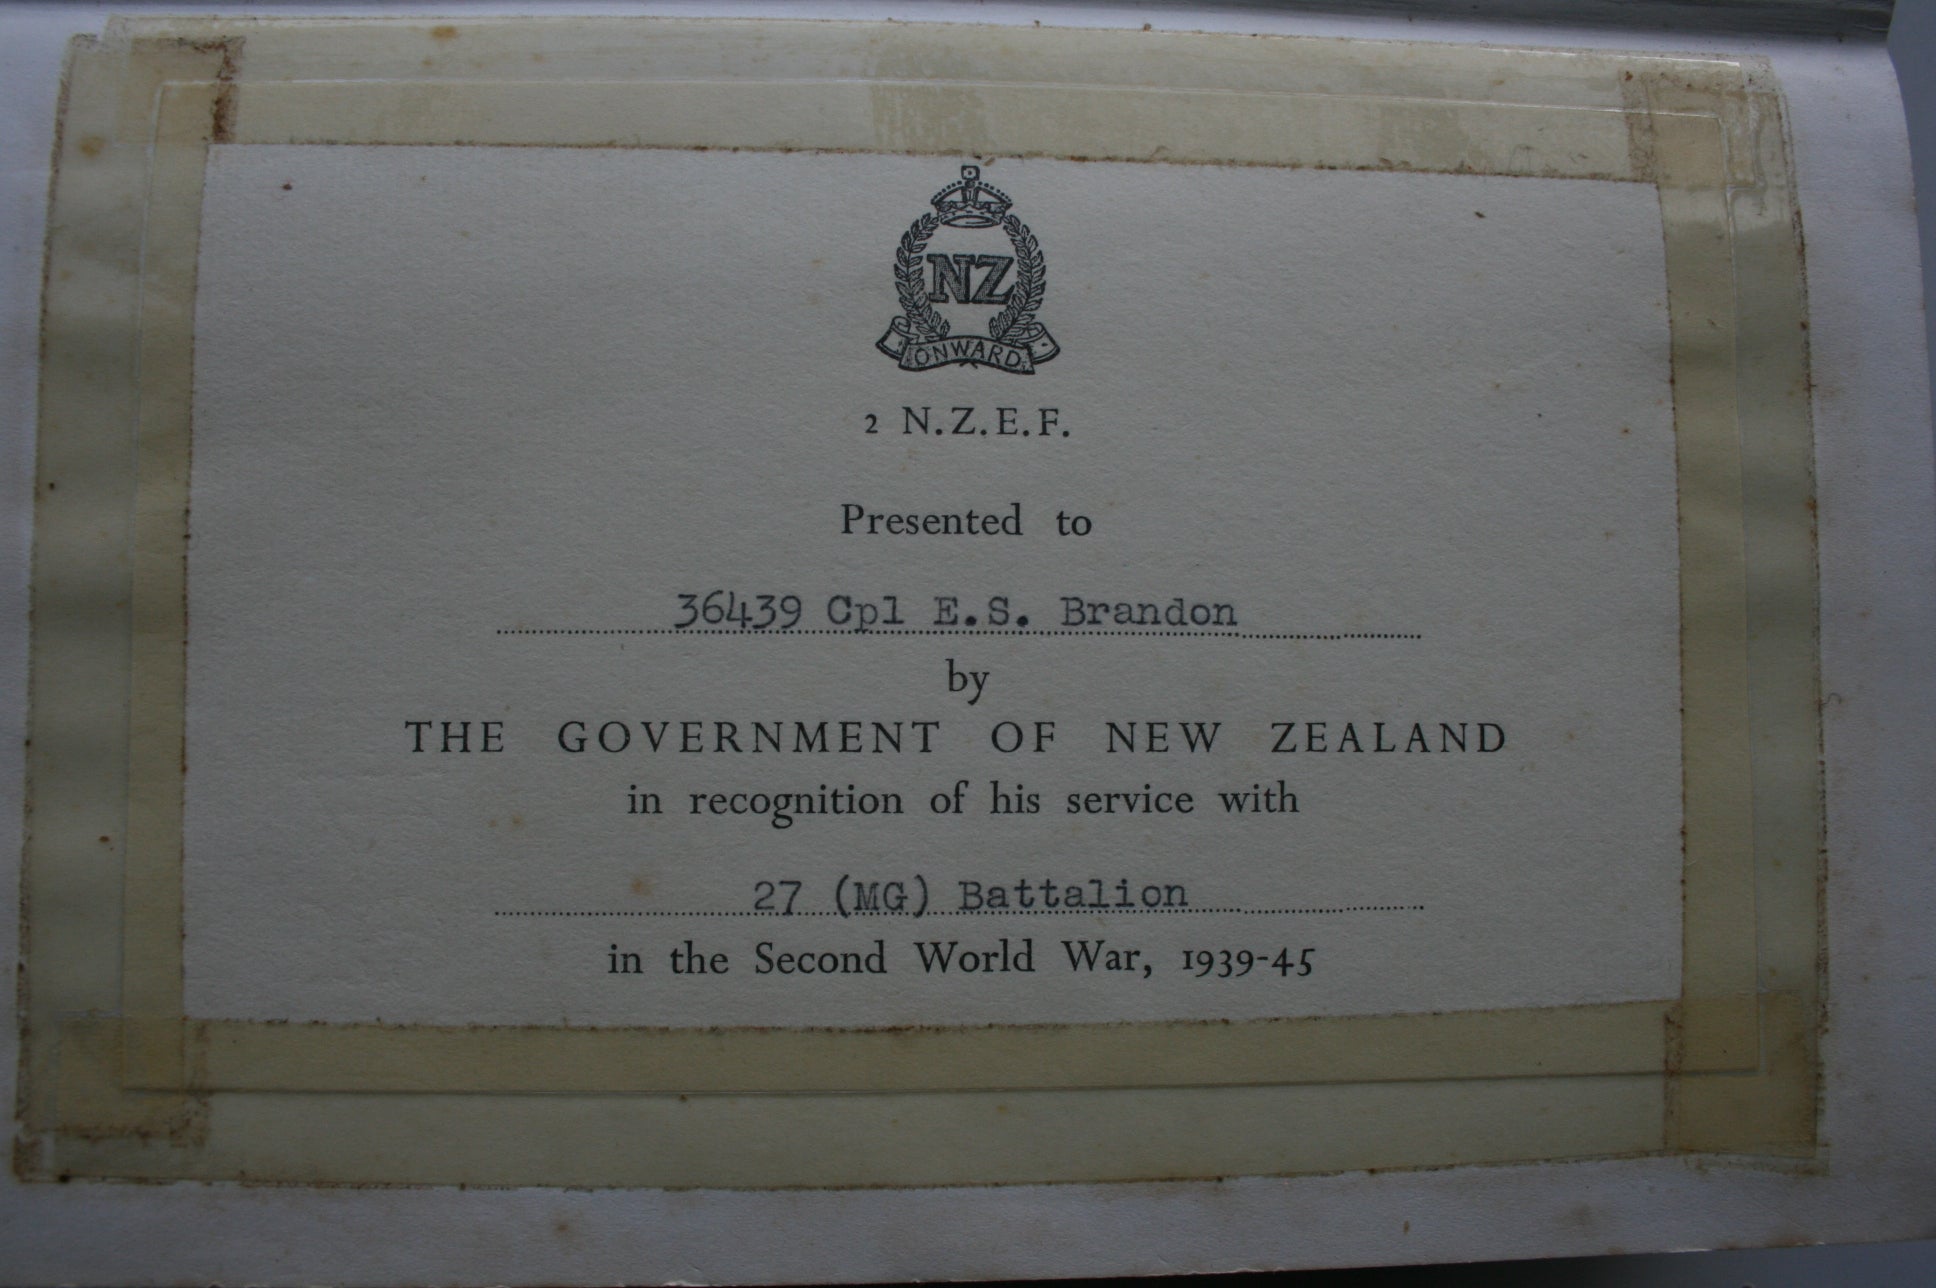 NZ
ONWARD
2 N.Z.E.F.
Presented to
36439 Cpl E.S. Brandon
by
THE GOVERNMENT OF NEW ZEALAND
in recognition of his service with
27 (MG) Battalion
in the Second World War, 1939-45